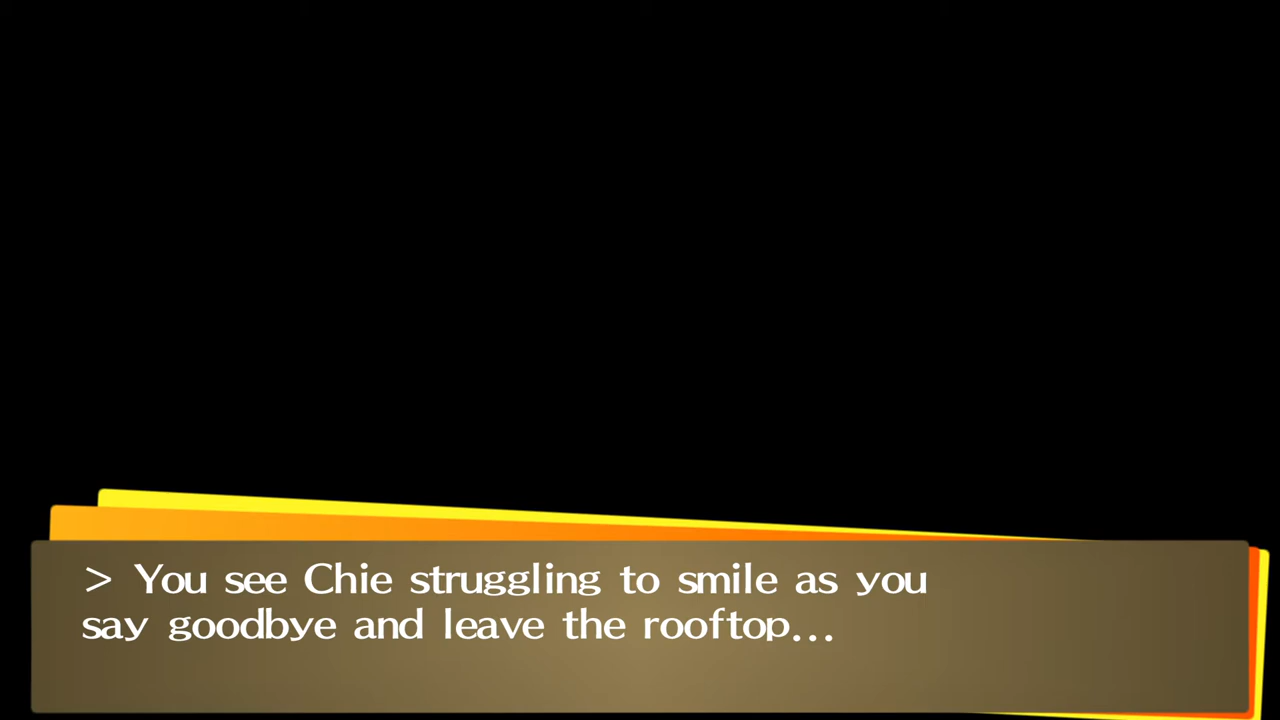 > You see Chie struggling to smile as you
say goodbye and leave the rooftop...